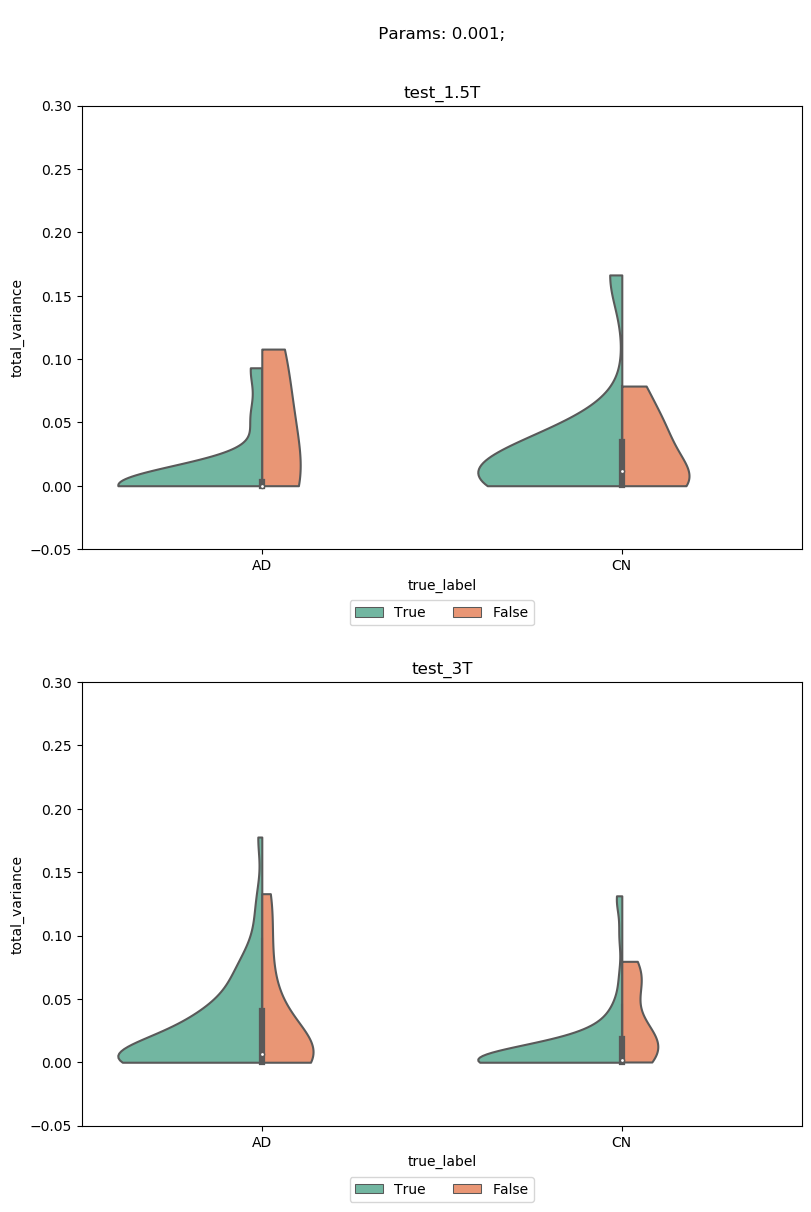 Params: 0.001;
test_1.5T
0.30
0.25
0.20
0.15
0.10
0.05
0.00
−0.05
total_variance
AD CN
true_label
True False
test_3T
0.30
0.25
0.20
0.15
0.10
0.05
0.00
−0.05
total_variance
AD CN
true_label
True False